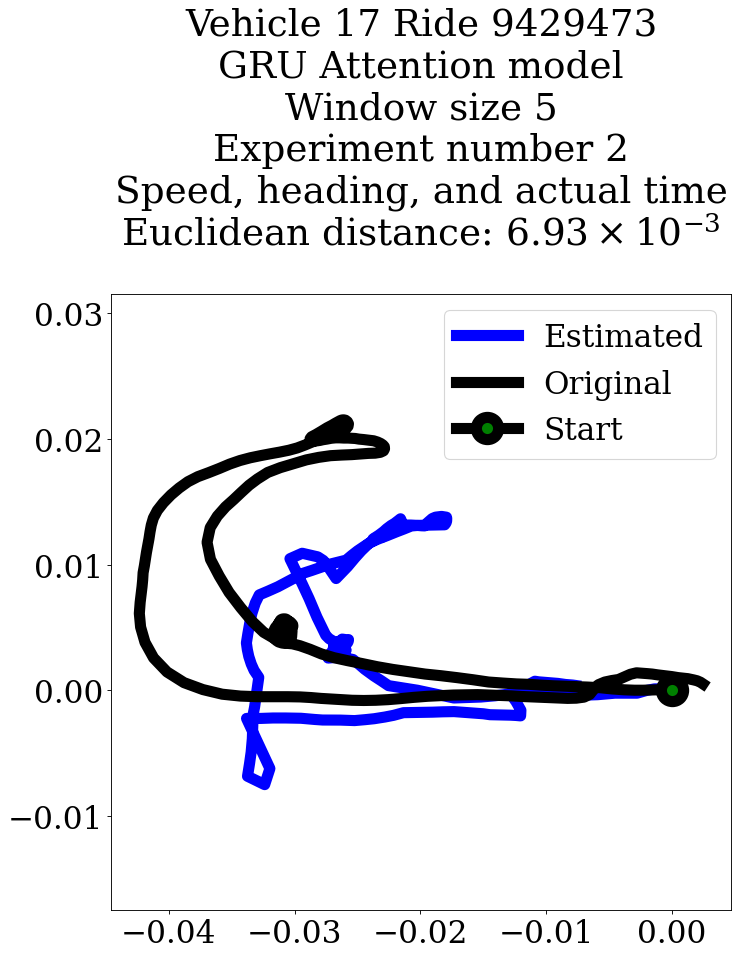 Vehicle 17 Ride 9429473
GRU Attention model
Window size 5
Experiment number 2
Speed, heading, and actual time
Euclidean distance: 6.93 × 10⁻³
Estimated
Original
Start
0.03
0.02
0.01
0.00
−0.01
−0.04 −0.03 −0.02 −0.01 0.00